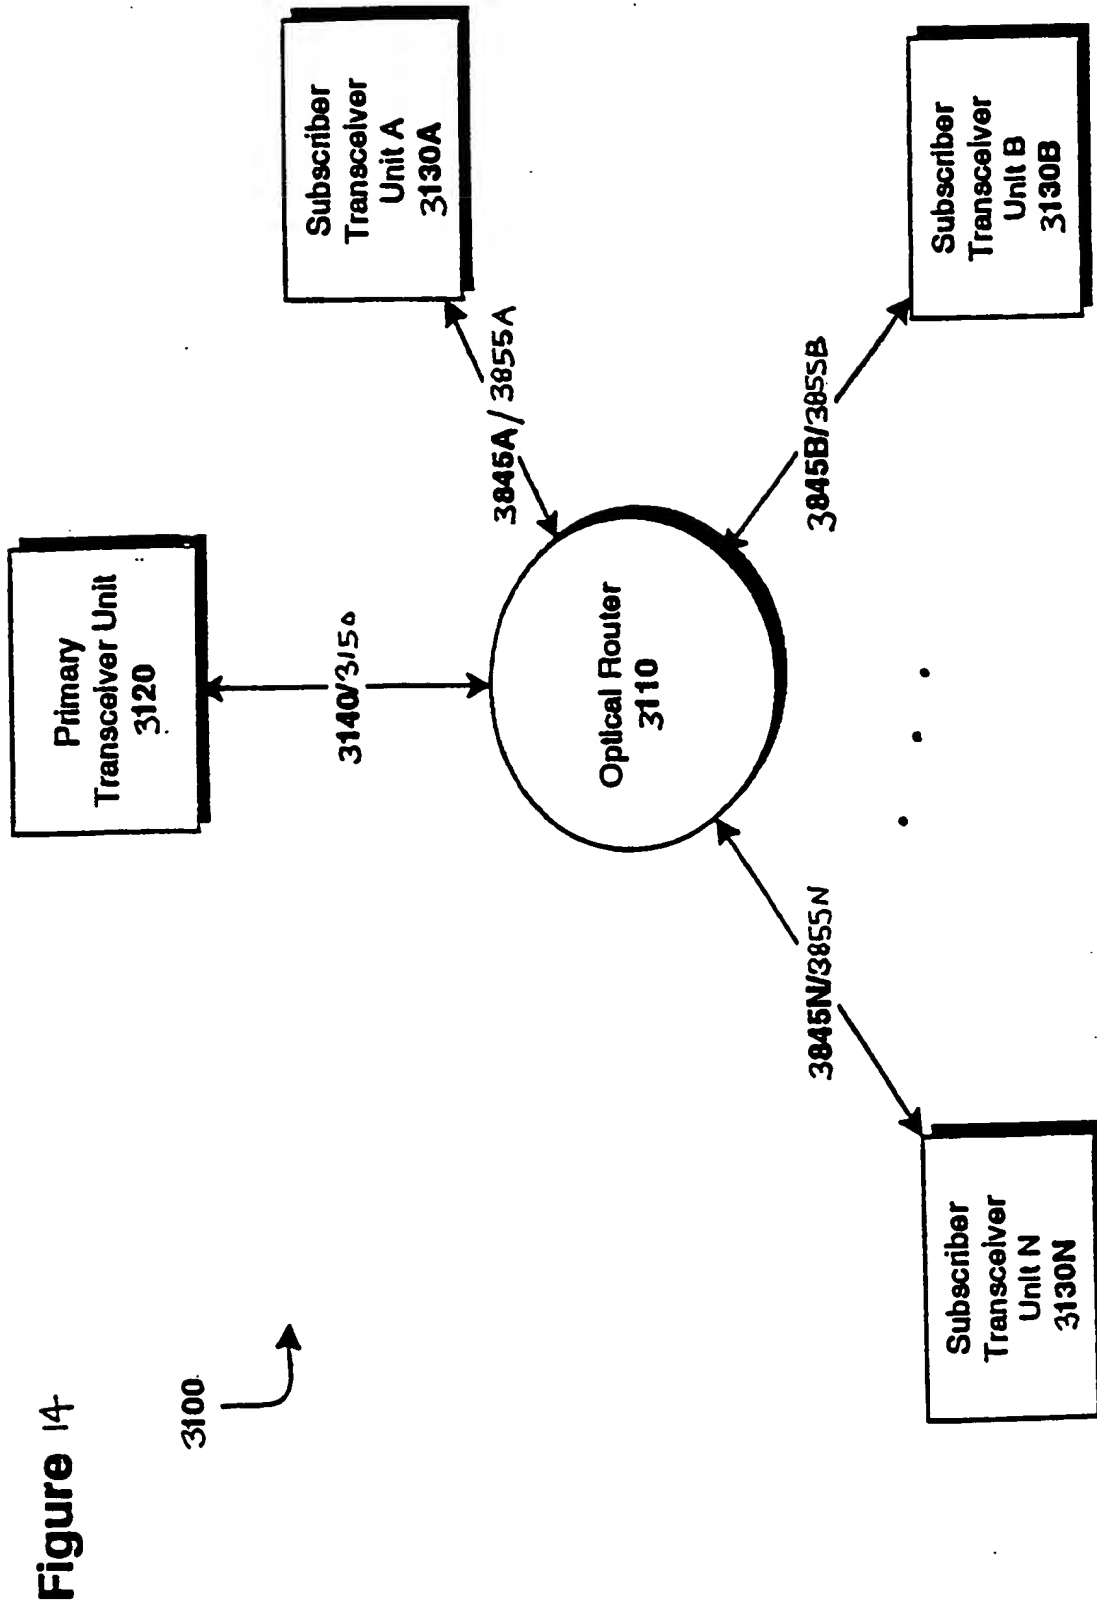 Figure 14
3100
Primary
Transceiver Unit
3120
3140/3150
Subscriber
Transceiver
Unit A
3130A
3845A / 3855A
Optical Router
3110
3845B/3855B
Subscriber
Transceiver
Unit B
3130B
3845N/3855N
Subscriber
Transceiver
Unit N
3130N